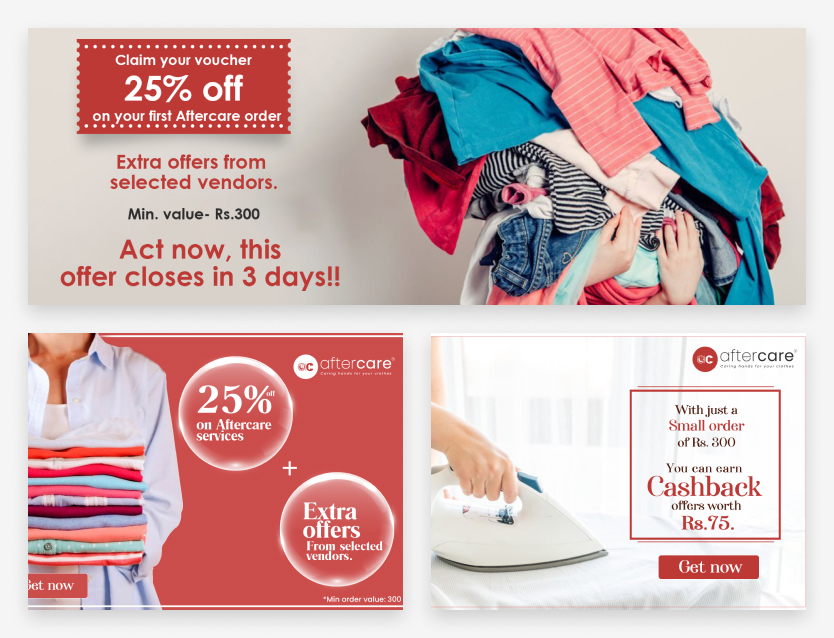 Claim your voucher
25% off
on your first Aftercare order
Extra offers from
selected vendors.
Min. value- Rs.300
Act now, this
offer closes in 3 days!!
ac aftercare®
Caring hands for your clothes
25% off
on Aftercare
services
+
Extra
offers
From selected
vendors.
Get now
*Min order value: 300
ac aftercare®
Caring hands for your clothes
With just a
Small order
of Rs. 300
You can earn
Cashback
offers worth
Rs.75.
Get now